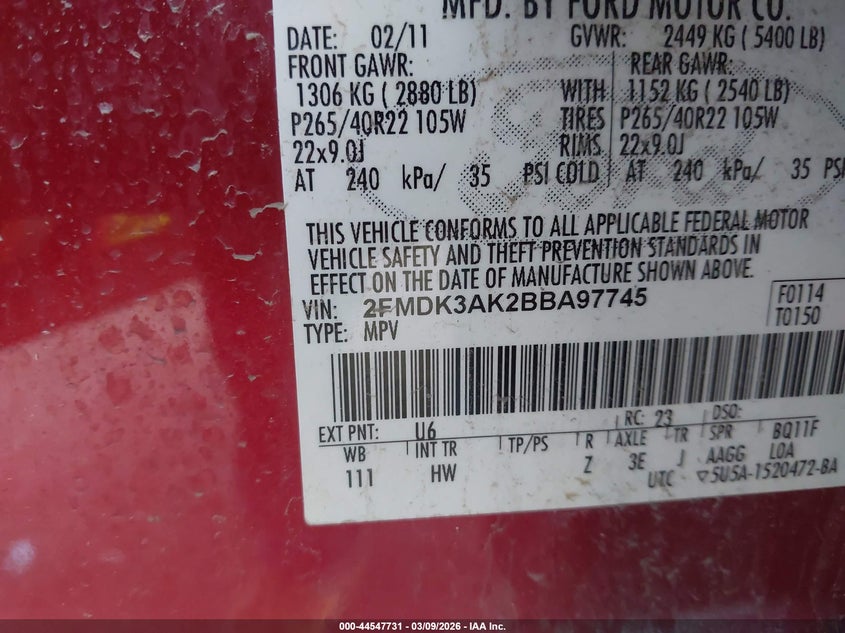 MFD. BY FORD MOTOR CO.
DATE: 02/11 GVWR: 2449 KG ( 5400 LB)
FRONT GAWR: REAR GAWR:
1306 KG ( 2880 LB) WITH 1152 KG ( 2540 LB)
P265/40R22 105W TIRES P265/40R22 105W
22x9.0J RIMS 22x9.0J
AT 240 kPa/ 35 PSI COLD AT 240 kPa/ 35 PSI
THIS VEHICLE CONFORMS TO ALL APPLICABLE FEDERAL MOTOR
VEHICLE SAFETY AND THEFT PREVENTION STANDARDS IN
EFFECT ON THE DATE OF MANUFACTURE SHOWN ABOVE.
VIN: 2FMDK3AK2BBA97745 F0114
TYPE: MPV T0150
EXT PNT: U6 RC: 23 DSO:
WB INT TR TP/PS R AXLE TR SPR BQ11F
111 HW Z 3E J AAGG LOA
UTC ▽5U5A-1520472-BA
000-44547731 - 03/09/2026 - IAA Inc.